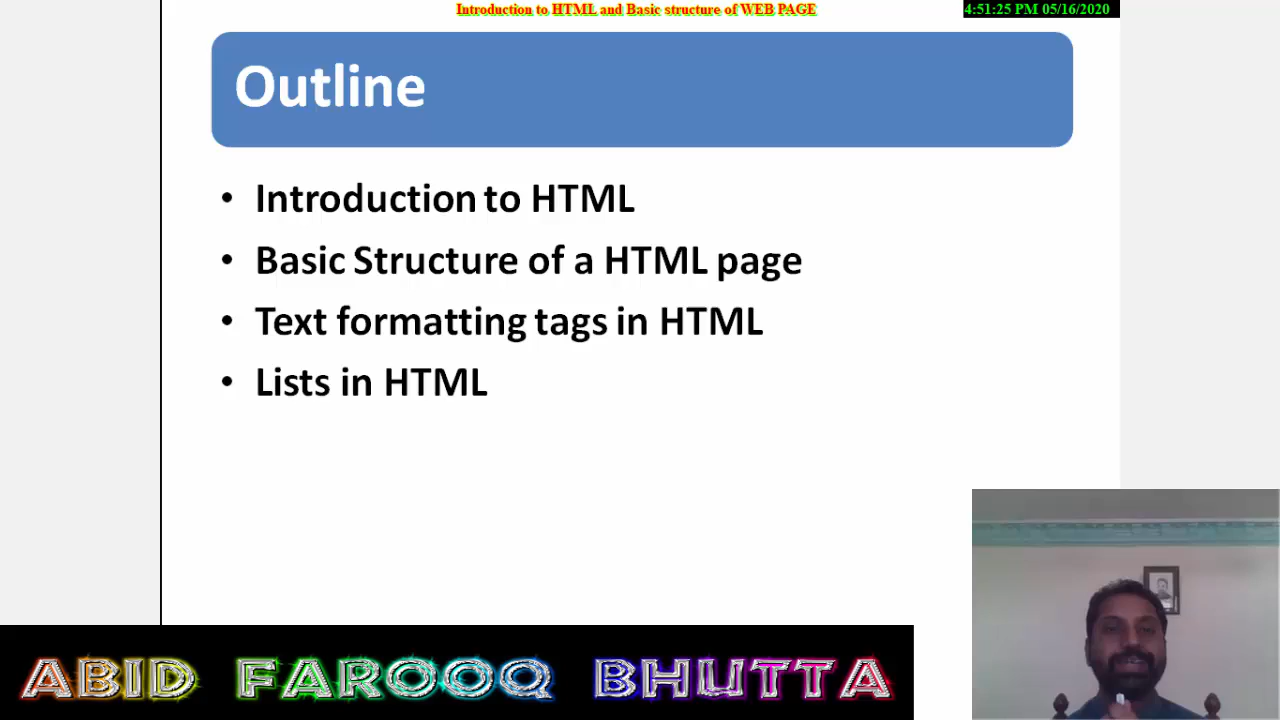 Introduction to HTML and Basic structure of WEB PAGE
4:51:25 PM 05/16/2020
Outline
• Introduction to HTML
• Basic Structure of a HTML page
• Text formatting tags in HTML
• Lists in HTML
ABID FAROOQ BHUTTA